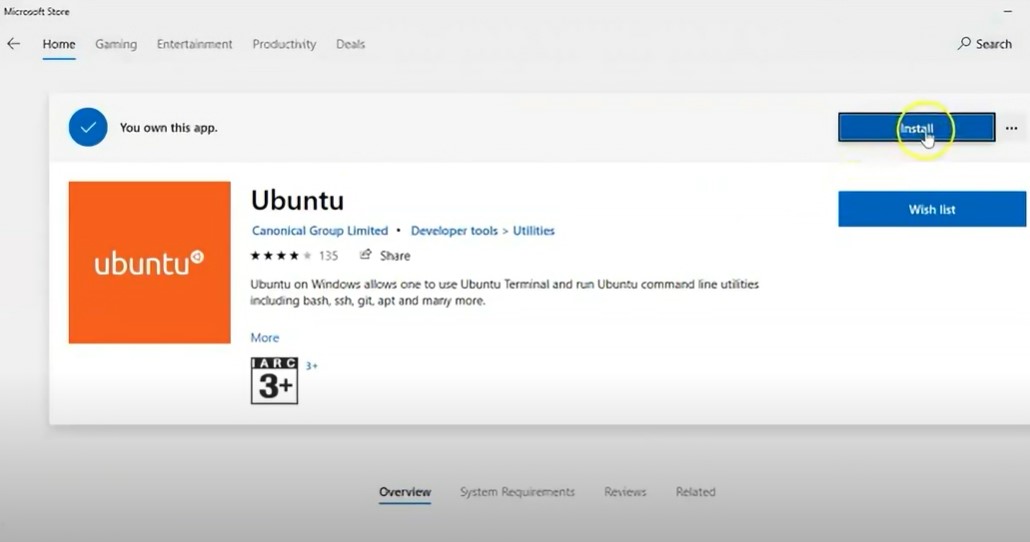 Microsoft Store
Home Gaming Entertainment Productivity Deals Search
You own this app.
Install
ubuntu
Ubuntu
Wish list
Canonical Group Limited • Developer tools > Utilities
135 Share
Ubuntu on Windows allows one to use Ubuntu Terminal and run Ubuntu command line utilities
including bash, ssh, git, apt and many more.
More
IARC
3+
3+
Overview System Requirements Reviews Related